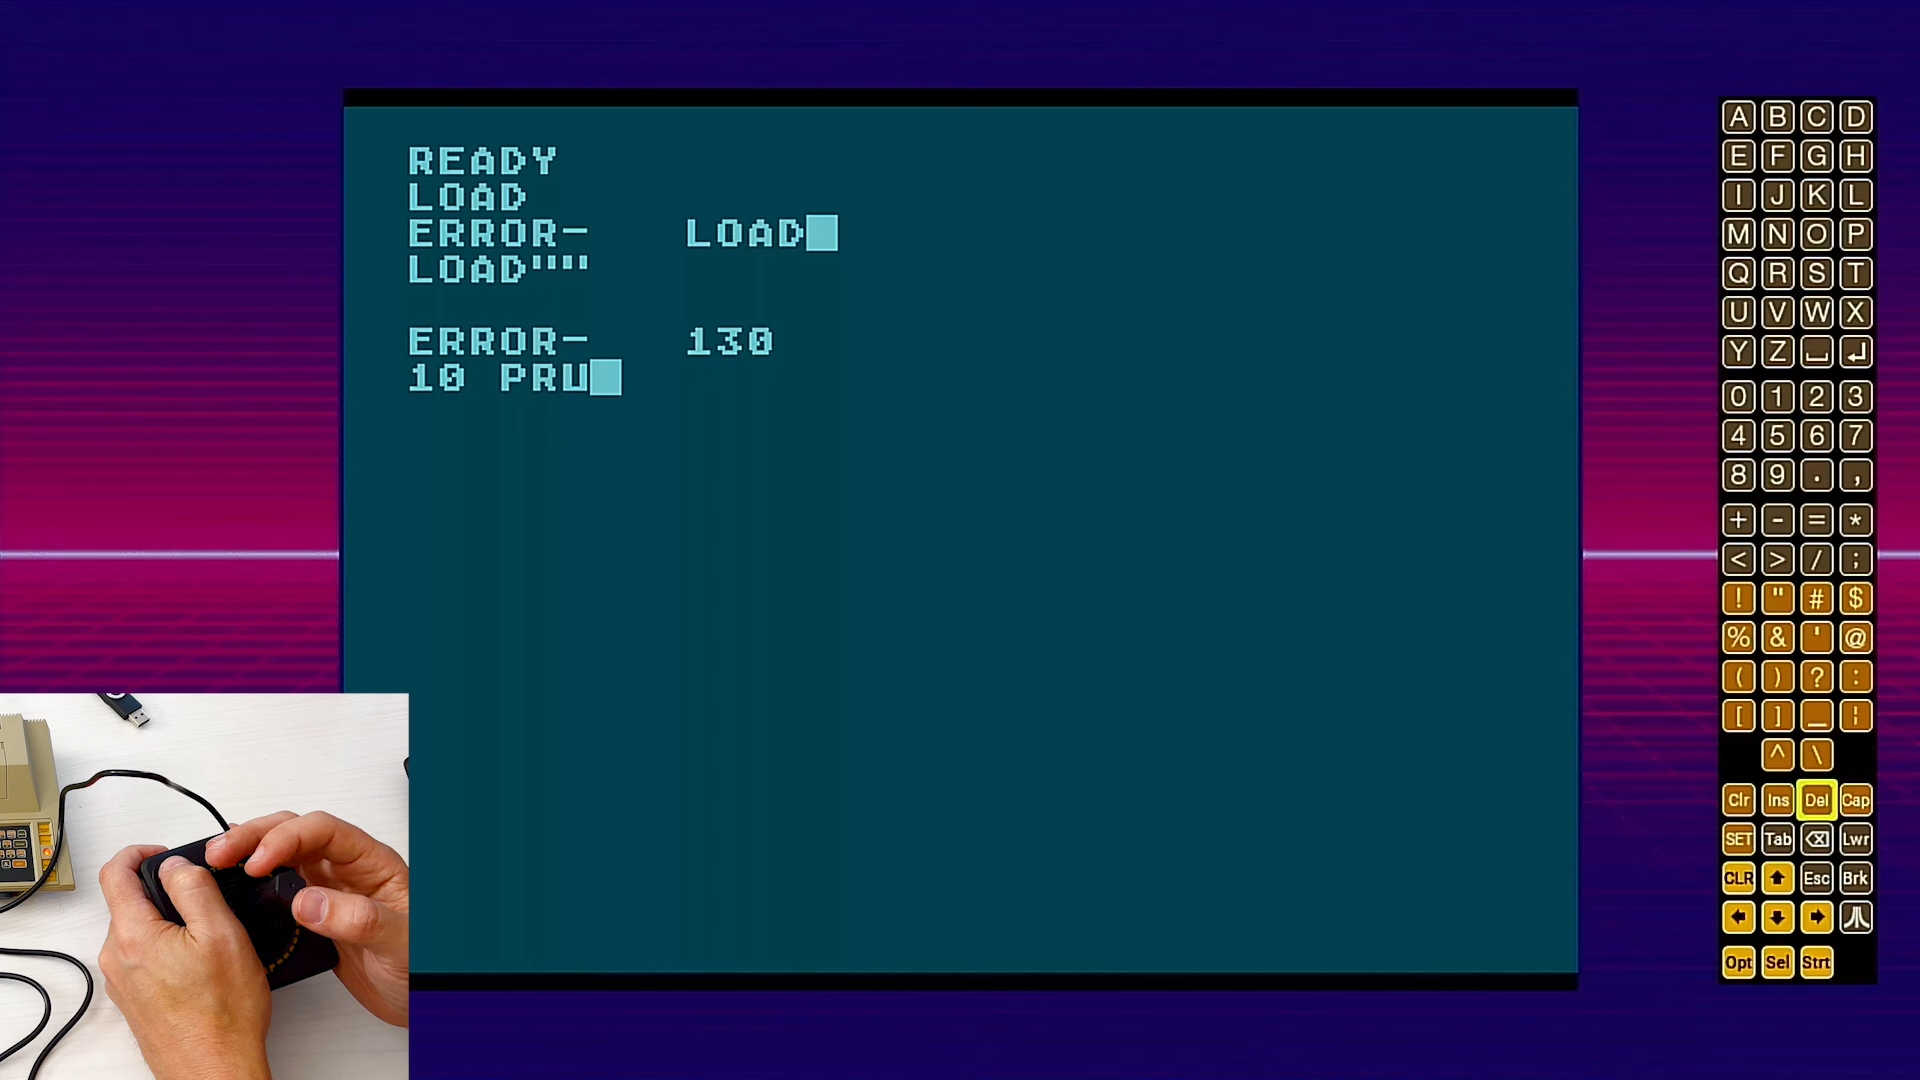 READY
LOAD
ERROR- LOAD
LOAD""
ERROR- 130
10 PRU
A B C D
E F G H
I J K L
M N O P
Q R S T
U V W X
Y Z
0 1 2 3
4 5 6 7
8 9 . ,
+ - = *
< > / ;
! " # $
% & ' @
( ) ? :
[ ] _ ¦
^ \
Clr Ins Del Cap
SET Tab Lwr
CLR Esc Brk
Opt Sel Strt